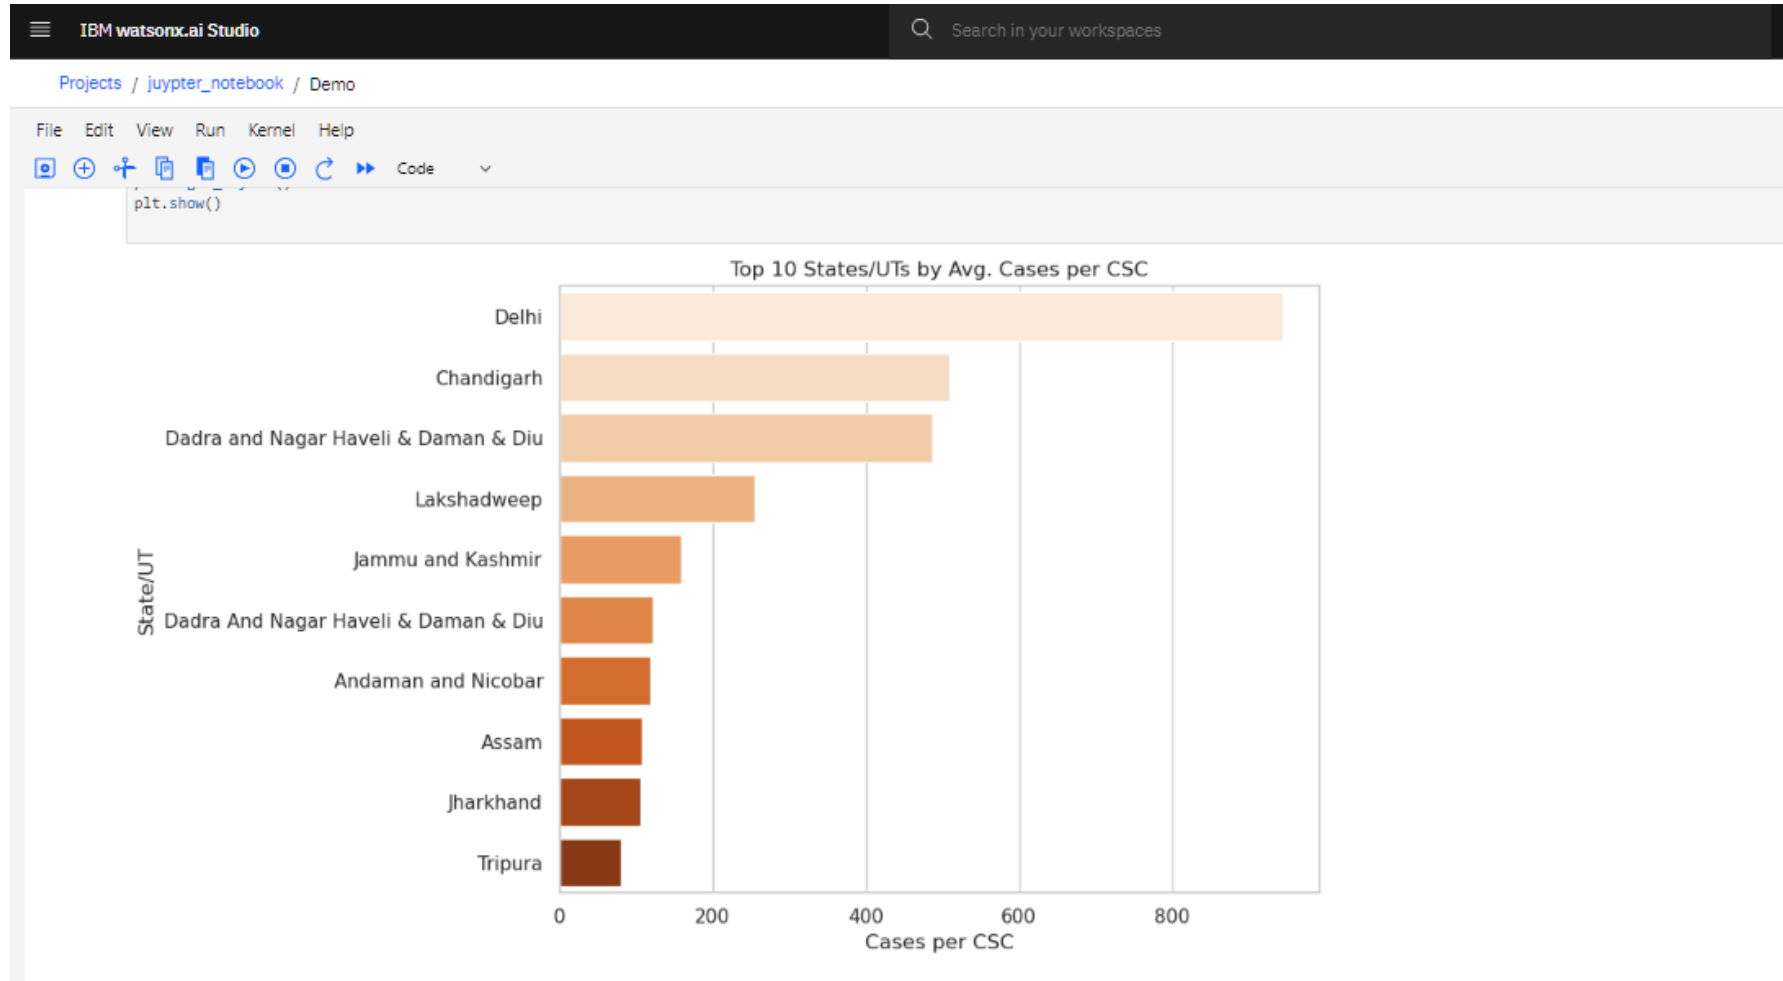 IBM watsonx.ai Studio
Search in your workspaces
Projects / juypter_notebook / Demo
File Edit View Run Kernel Help
Code
plt.show()
Top 10 States/UTs by Avg. Cases per CSC
Delhi
Chandigarh
Dadra and Nagar Haveli & Daman & Diu
Lakshadweep
Jammu and Kashmir
Dadra And Nagar Haveli & Daman & Diu
Andaman and Nicobar
Assam
Jharkhand
Tripura
State/UT
0 200 400 600 800
Cases per CSC